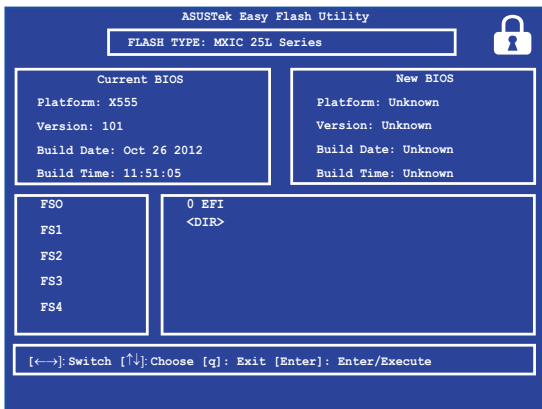 ASUSTek Easy Flash Utility
FLASH TYPE: MXIC 25L Series
Current BIOS
Platform: X555
Version: 101
Build Date: Oct 26 2012
Build Time: 11:51:05
New BIOS
Platform: Unknown
Version: Unknown
Build Date: Unknown
Build Time: Unknown
FSO
FS1
FS2
FS3
FS4
0 EFI
<DIR>
[←→]: Switch [↑↓]: Choose [q]: Exit [Enter]: Enter/Execute